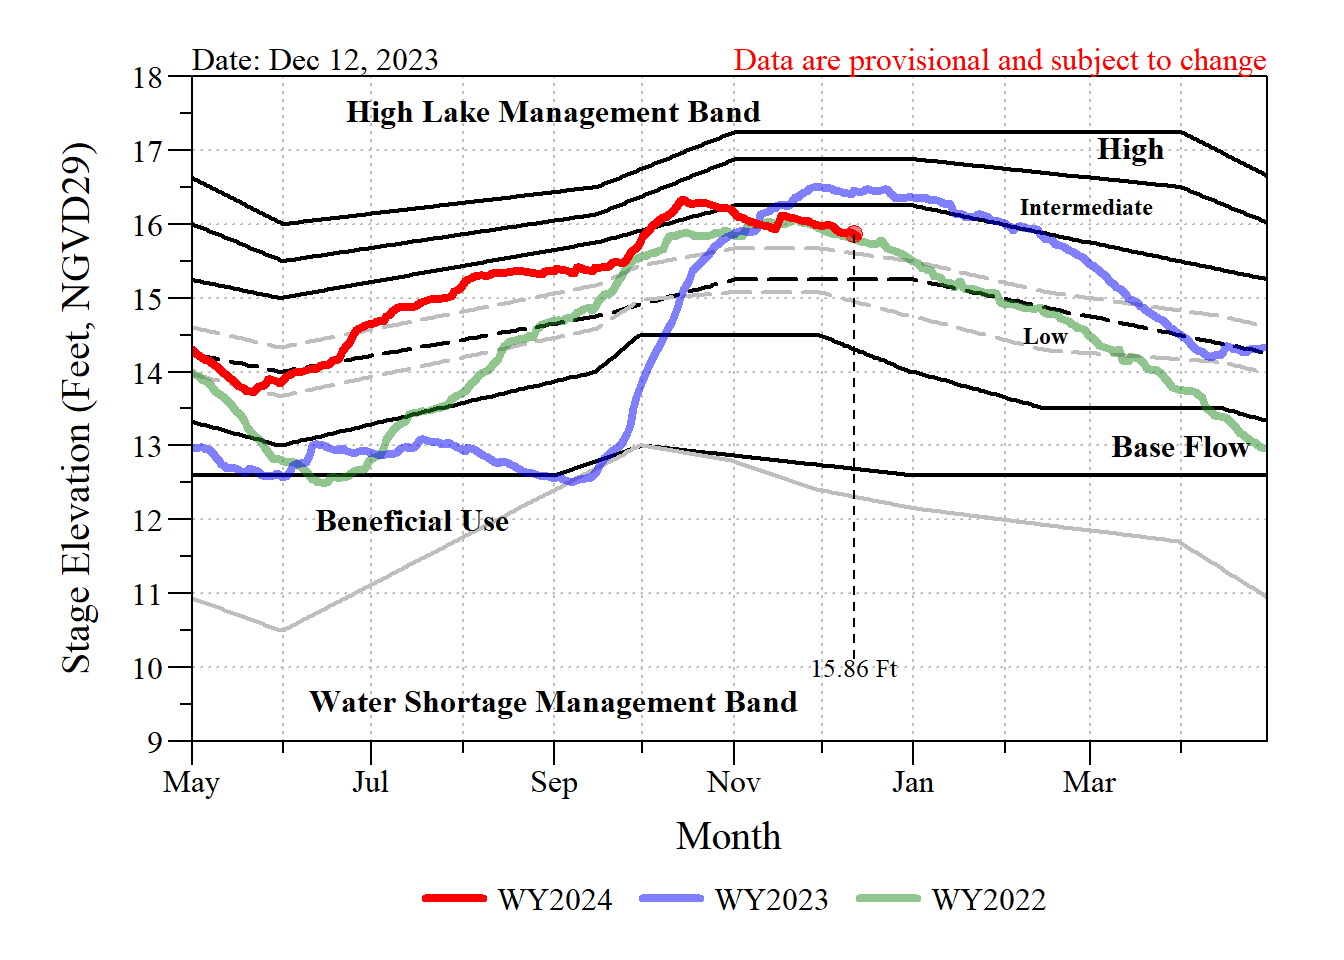 Date: Dec 12, 2023
Data are provisional and subject to change
Stage Elevation (Feet, NGVD29)
18
17
16
15
14
13
12
11
10
9
High Lake Management Band
High
Intermediate
Low
Base Flow
Beneficial Use
15.86 Ft
Water Shortage Management Band
May Jul Sep Nov Jan Mar
Month
WY2024 WY2023 WY2022